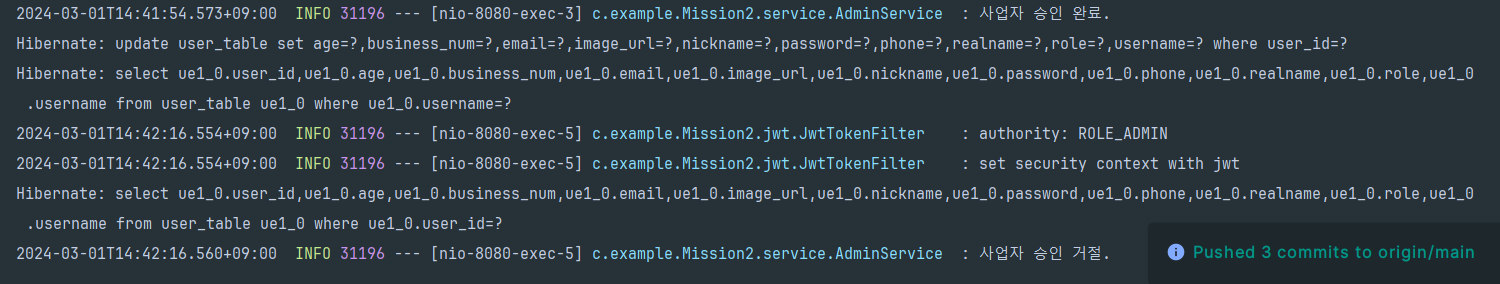 2024-03-01T14:41:54.573+09:00  INFO 31196 --- [nio-8080-exec-3] c.example.Mission2.service.AdminService  : 사업자 승인 완료.
Hibernate: update user_table set age=?,business_num=?,email=?,image_url=?,nickname=?,password=?,phone=?,realname=?,role=?,username=? where user_id=?
Hibernate: select ue1_0.user_id,ue1_0.age,ue1_0.business_num,ue1_0.email,ue1_0.image_url,ue1_0.nickname,ue1_0.password,ue1_0.phone,ue1_0.realname,ue1_0.role,ue1_0
.username from user_table ue1_0 where ue1_0.username=?
2024-03-01T14:42:16.554+09:00  INFO 31196 --- [nio-8080-exec-5] c.example.Mission2.jwt.JwtTokenFilter    : authority: ROLE_ADMIN
2024-03-01T14:42:16.554+09:00  INFO 31196 --- [nio-8080-exec-5] c.example.Mission2.jwt.JwtTokenFilter    : set security context with jwt
Hibernate: select ue1_0.user_id,ue1_0.age,ue1_0.business_num,ue1_0.email,ue1_0.image_url,ue1_0.nickname,ue1_0.password,ue1_0.phone,ue1_0.realname,ue1_0.role,ue1_0
.username from user_table ue1_0 where ue1_0.user_id=?
2024-03-01T14:42:16.560+09:00  INFO 31196 --- [nio-8080-exec-5] c.example.Mission2.service.AdminService  : 사업자 승인 거절.
Pushed 3 commits to origin/main